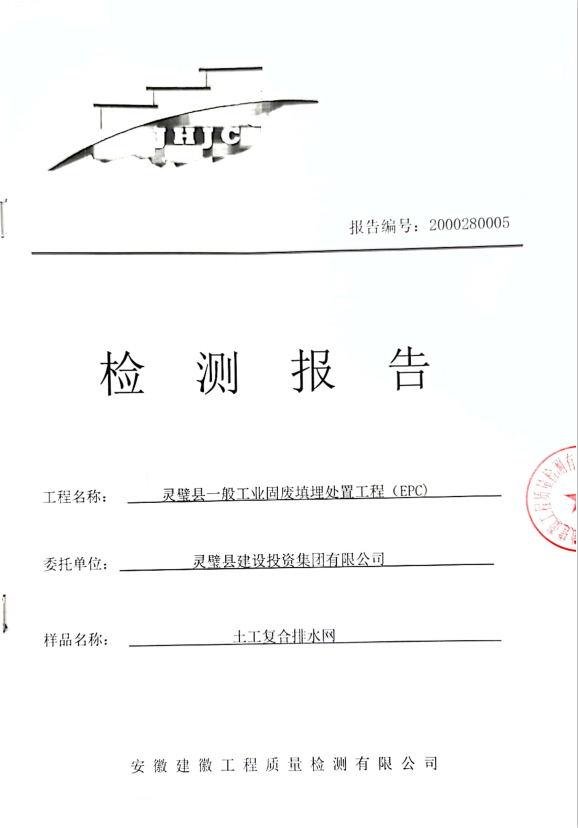 JHJC
报告编号：2000280005
检测报告
工程名称：灵璧县一般工业固废填埋处置工程（EPC）
委托单位：灵璧县建设投资集团有限公司
样品名称：土工复合排水网
安徽建徽工程质量检测有限公司